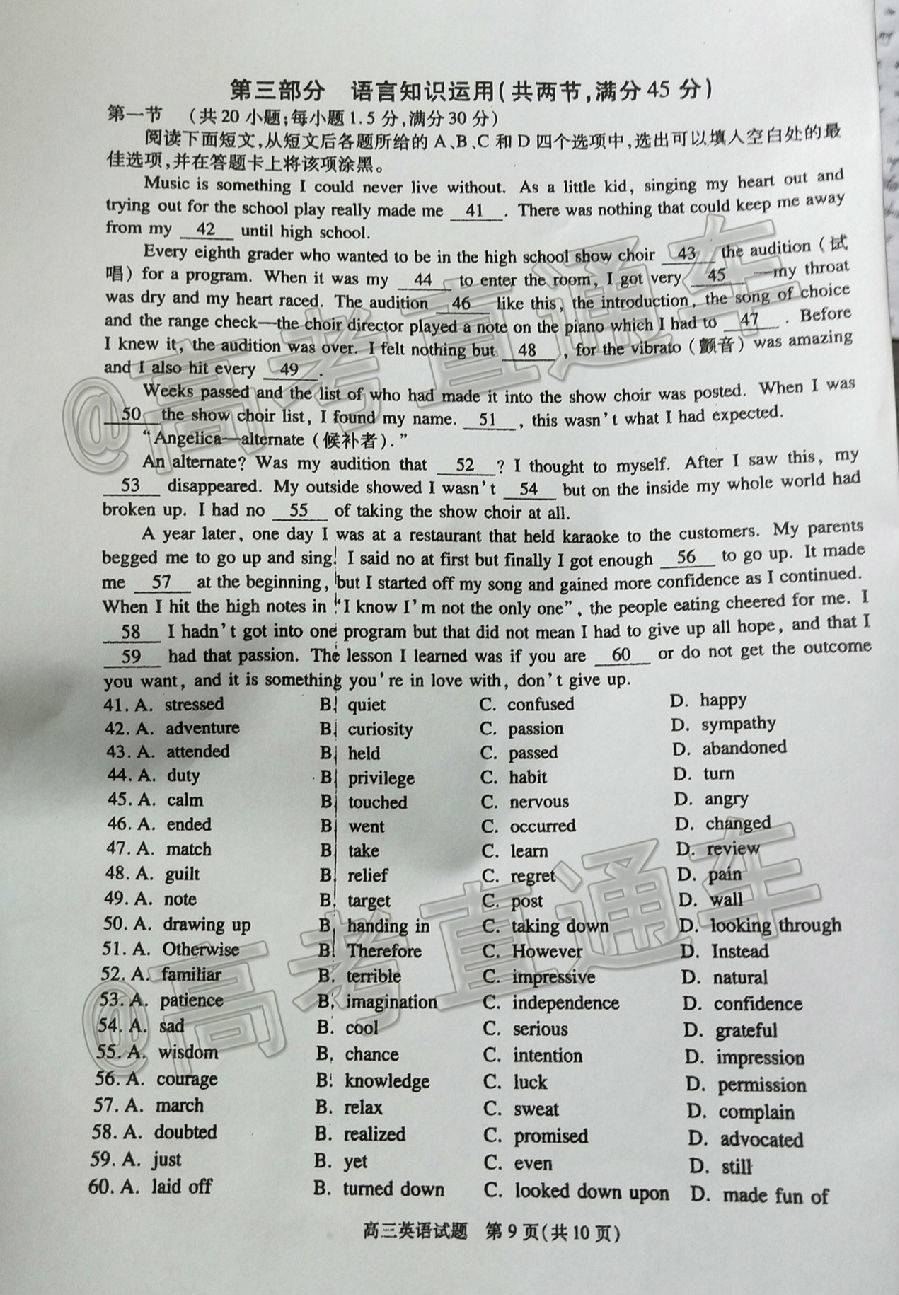 第三部分 语言知识运用(共两节,满分45分)
第一节 (共20小题;每小题1.5分,满分30分)
阅读下面短文,从短文后各题所给的A、B、C和D四个选项中,选出可以填入空白处的最
佳选项,并在答题卡上将该项涂黑。
Music is something I could never live without. As a little kid, singing my heart out and
trying out for the school play really made me 41 . There was nothing that could keep me away
from my 42 until high school.
Every eighth grader who wanted to be in the high school show choir 43 the audition (试
唱) for a program. When it was my 44 to enter the room, I got very 45 —my throat
was dry and my heart raced. The audition 46 like this, the introduction, the song of choice
and the range check—the choir director played a note on the piano which I had to 47 . Before
I knew it, the audition was over. I felt nothing but 48 , for the vibrato (颤音) was amazing
and I also hit every 49 .
Weeks passed and the list of who had made it into the show choir was posted. When I was
50 the show choir list, I found my name. 51 , this wasn't what I had expected.
"Angelica—alternate (候补者)."
An alternate? Was my audition that 52 ? I thought to myself. After I saw this, my
53 disappeared. My outside showed I wasn't 54 but on the inside my whole world had
broken up. I had no 55 of taking the show choir at all.
A year later, one day I was at a restaurant that held karaoke to the customers. My parents
begged me to go up and sing. I said no at first but finally I got enough 56 to go up. It made
me 57 at the beginning, but I started off my song and gained more confidence as I continued.
When I hit the high notes in "I know I'm not the only one", the people eating cheered for me. I
58 I hadn't got into one program but that did not mean I had to give up all hope, and that I
59 had that passion. The lesson I learned was if you are 60 or do not get the outcome
you want, and it is something you're in love with, don't give up.
41. A. stressed B. quiet C. confused D. happy
42. A. adventure B. curiosity C. passion D. sympathy
43. A. attended B. held C. passed D. abandoned
44. A. duty B. privilege C. habit D. turn
45. A. calm B. touched C. nervous D. angry
46. A. ended B. went C. occurred D. changed
47. A. match B. take C. learn D. review
48. A. guilt B. relief C. regret D. pain
49. A. note B. target C. post D. wall
50. A. drawing up B. handing in C. taking down D. looking through
51. A. Otherwise B. Therefore C. However D. Instead
52. A. familiar B. terrible C. impressive D. natural
53. A. patience B. imagination C. independence D. confidence
54. A. sad B. cool C. serious D. grateful
55. A. wisdom B. chance C. intention D. impression
56. A. courage B. knowledge C. luck D. permission
57. A. march B. relax C. sweat D. complain
58. A. doubted B. realized C. promised D. advocated
59. A. just B. yet C. even D. still
60. A. laid off B. turned down C. looked down upon D. made fun of
高三英语试题 第9页(共10页)
@高考直通车
@高考直通车